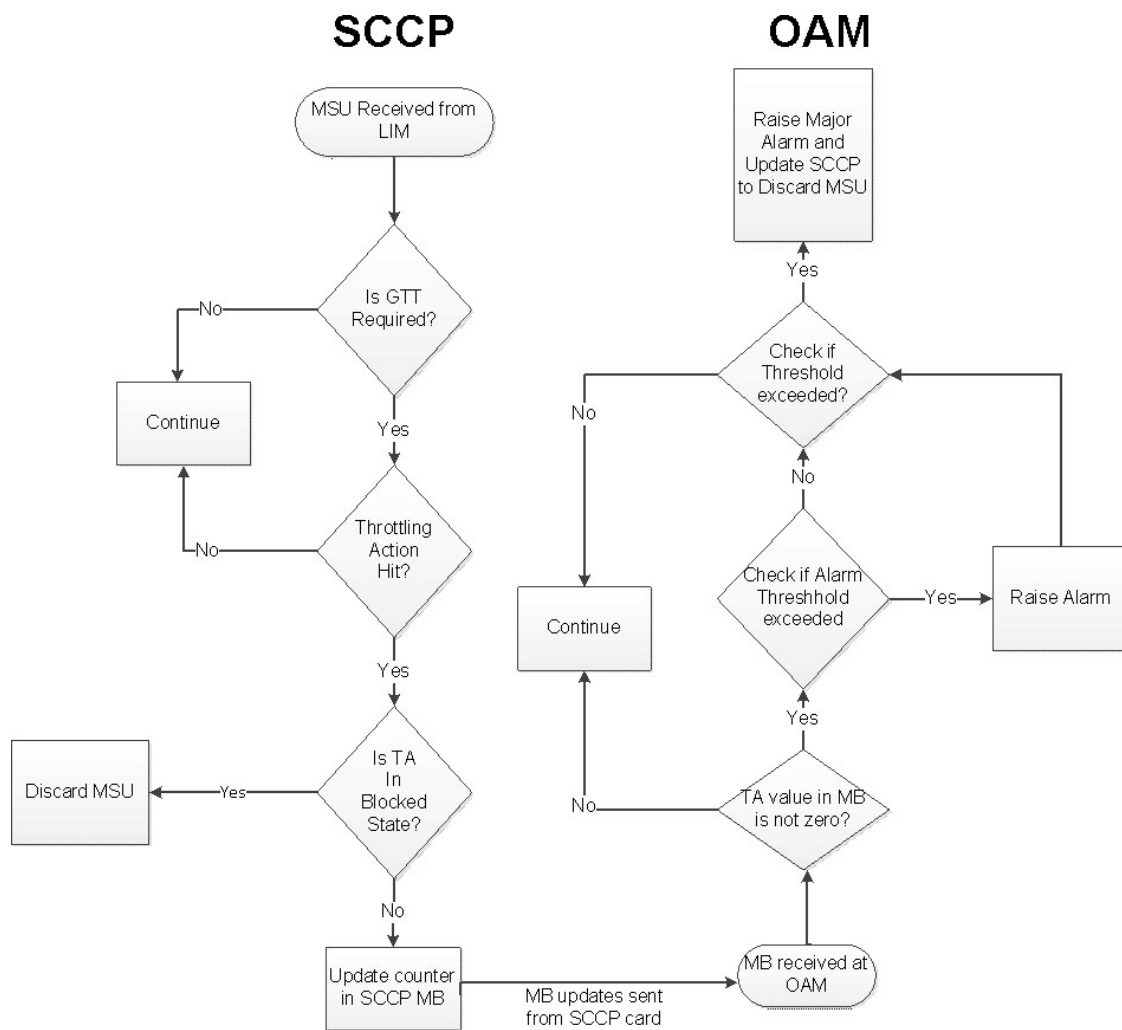 SCCP
OAM
MSU Received from
LIM
Is GTT
Required?
No
Continue
Yes
Throttling
Action
Hit?
No
Yes
Is TA
In
Blocked
State?
Yes
Discard MSU
No
Update counter
in SCCP MB
MB updates sent
from SCCP card
MB received at
OAM
TA value in MB
is not zero?
No
Continue
Yes
Check if Alarm
Threshhold
exceeded
Yes
Raise Alarm
No
Check if
Threshold
exceeded?
No
Yes
Raise Major
Alarm and
Update SCCP
to Discard MSU